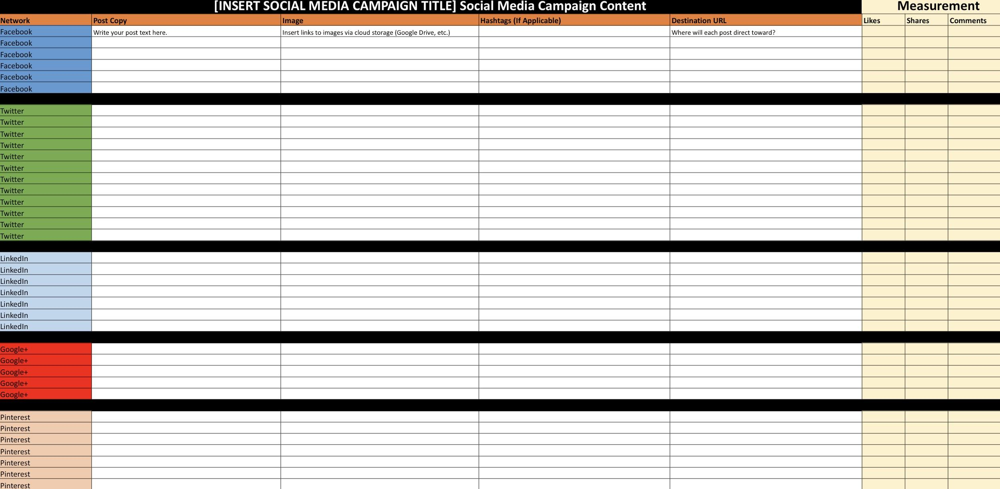 [INSERT SOCIAL MEDIA CAMPAIGN TITLE] Social Media Campaign Content Measurement
Network Post Copy Image Hashtags (If Applicable) Destination URL Likes Shares Comments
Facebook Write your post text here. Insert links to images via cloud storage (Google Drive, etc.) Where will each post direct toward?
Facebook
Facebook
Facebook
Facebook
Facebook
Twitter
Twitter
Twitter
Twitter
Twitter
Twitter
Twitter
Twitter
Twitter
Twitter
Twitter
Twitter
LinkedIn
LinkedIn
LinkedIn
LinkedIn
LinkedIn
LinkedIn
LinkedIn
Google+
Google+
Google+
Google+
Google+
Pinterest
Pinterest
Pinterest
Pinterest
Pinterest
Pinterest
Pinterest